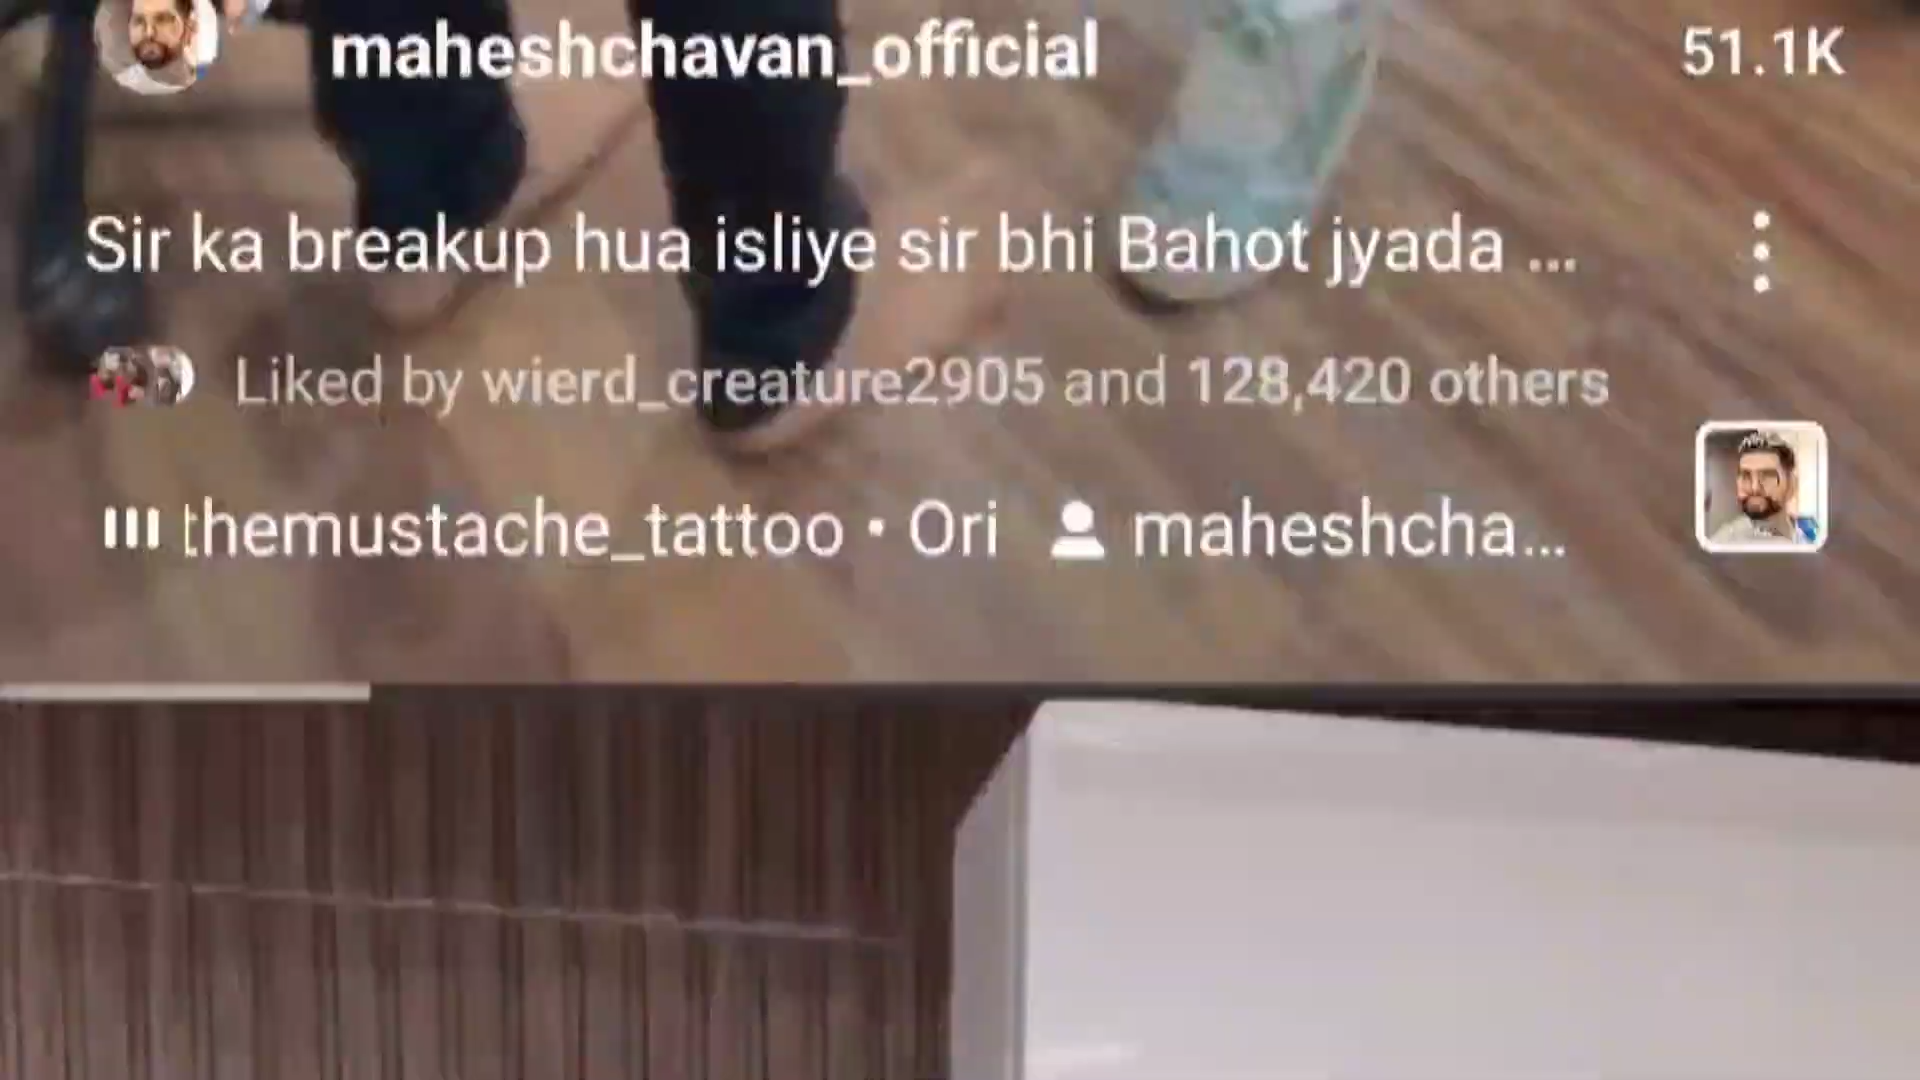 maheshchavan_official
51.1K
Sir ka breakup hua isliye sir bhi Bahot jyada ...
Liked by wierd_creature2905 and 128,420 others
themustache_tattoo • Ori maheshcha...